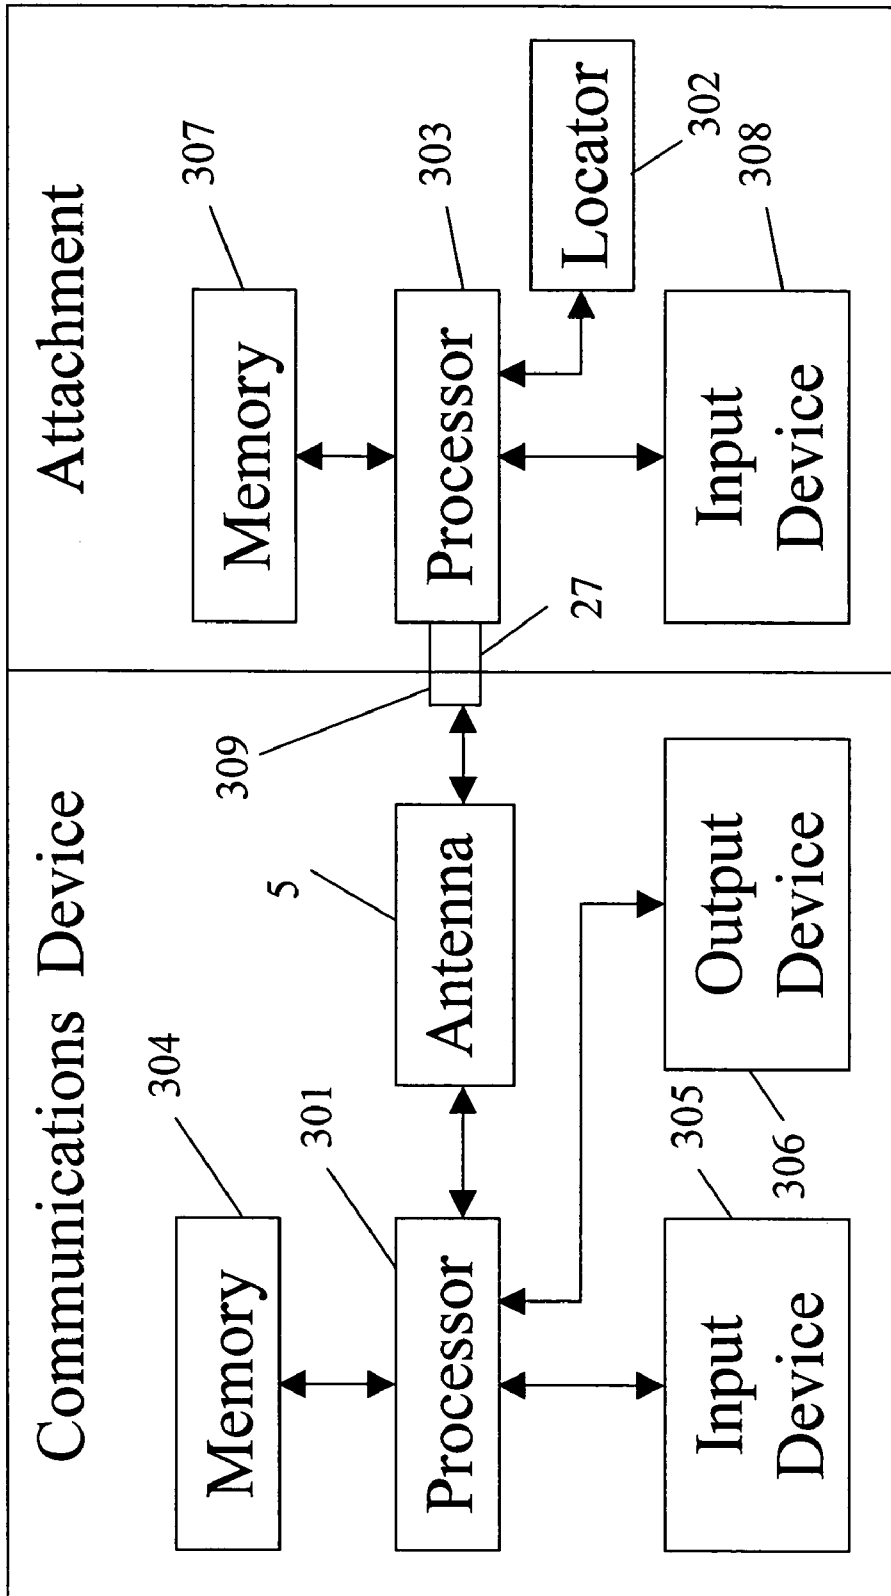 Communications Device
Attachment
304
Memory
307
Memory
301
Processor
5
Antenna
309
27
303
Processor
302
Locator
305
Input
Device
306
Output
Device
308
Input
Device